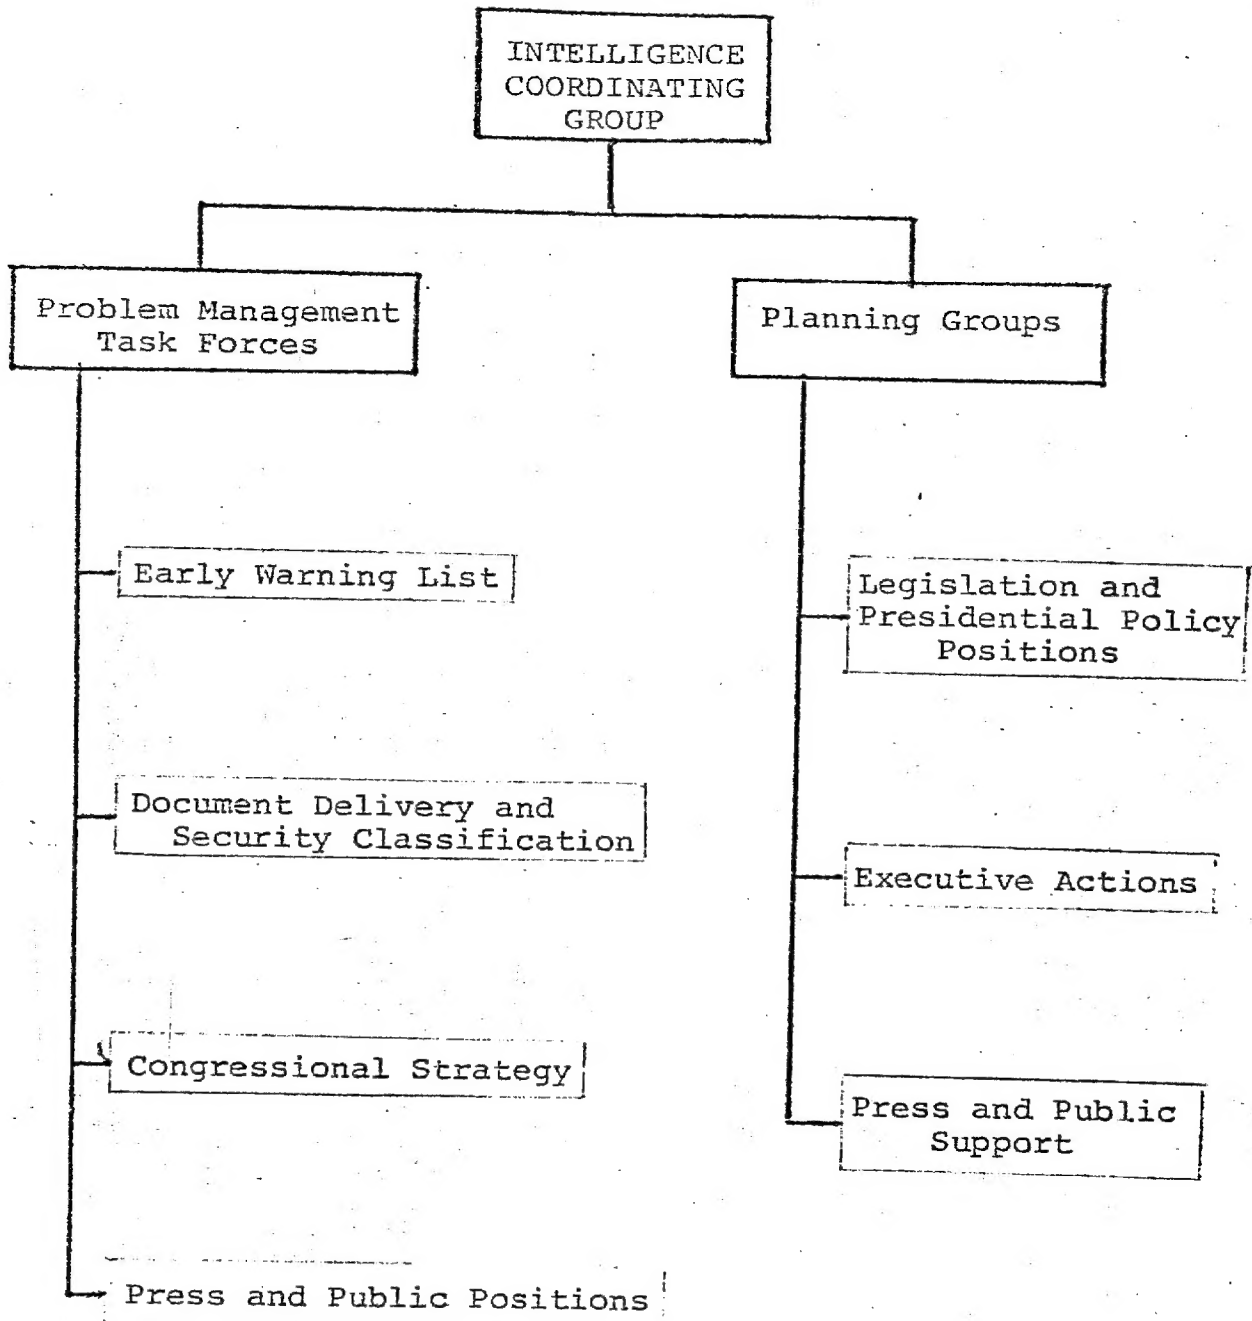 INTELLIGENCE
COORDINATING
GROUP
Problem Management
Task Forces
Planning Groups
Early Warning List
Document Delivery and
Security Classification
Congressional Strategy
Press and Public Positions
Legislation and
Presidential Policy
Positions
Executive Actions
Press and Public
Support